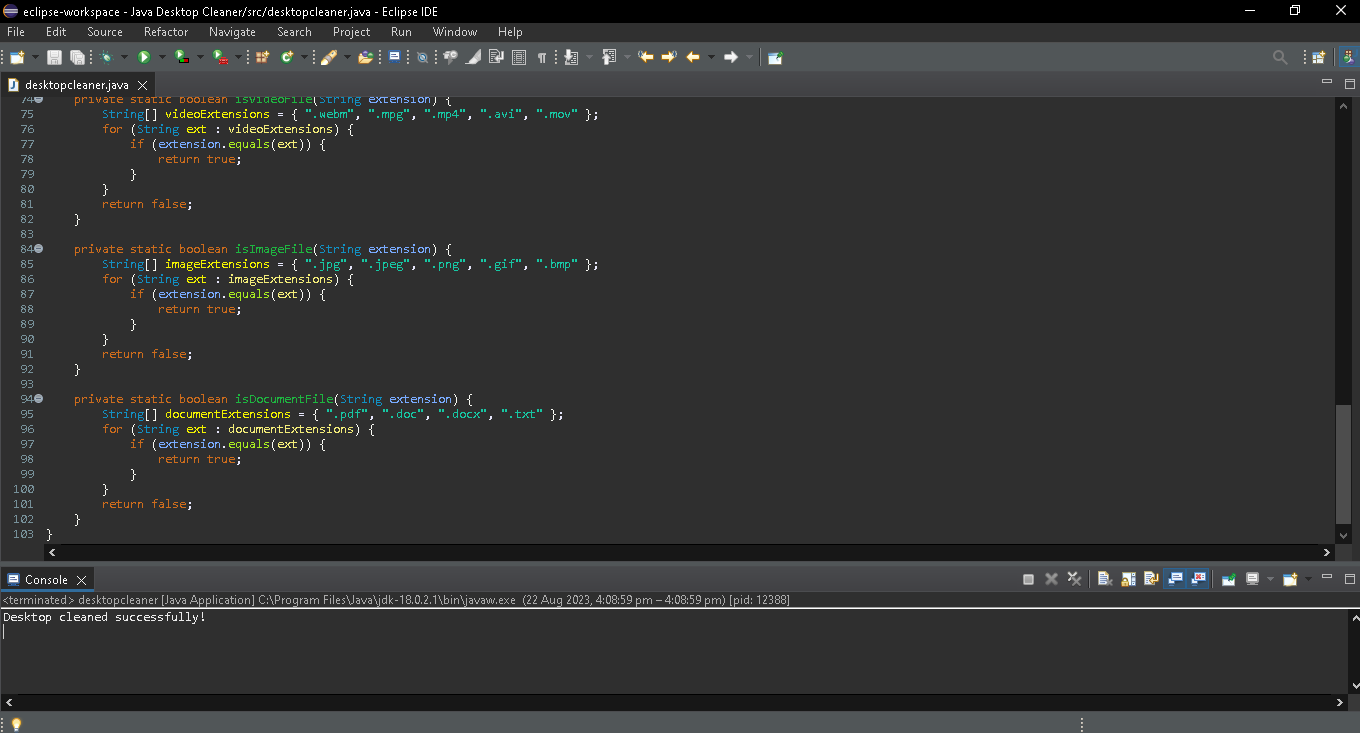 eclipse-workspace - Java Desktop Cleaner/src/desktopcleaner.java - Eclipse IDE
File Edit Source Refactor Navigate Search Project Run Window Help
desktopcleaner.java
74 private static boolean isVideoFile(String extension) {
75 String[] videoExtensions = { ".webm", ".mpg", ".mp4", ".avi", ".mov" };
76 for (String ext : videoExtensions) {
77 if (extension.equals(ext)) {
78 return true;
79 }
80 }
81 return false;
82 }
83
84 private static boolean isImageFile(String extension) {
85 String[] imageExtensions = { ".jpg", ".jpeg", ".png", ".gif", ".bmp" };
86 for (String ext : imageExtensions) {
87 if (extension.equals(ext)) {
88 return true;
89 }
90 }
91 return false;
92 }
93
94 private static boolean isDocumentFile(String extension) {
95 String[] documentExtensions = { ".pdf", ".doc", ".docx", ".txt" };
96 for (String ext : documentExtensions) {
97 if (extension.equals(ext)) {
98 return true;
99 }
100 }
101 return false;
102 }
103 }
Console
<terminated> desktopcleaner [Java Application] C:\Program Files\Java\jdk-18.0.2.1\bin\javaw.exe (22 Aug 2023, 4:08:59 pm – 4:08:59 pm) [pid: 12388]
Desktop cleaned successfully!